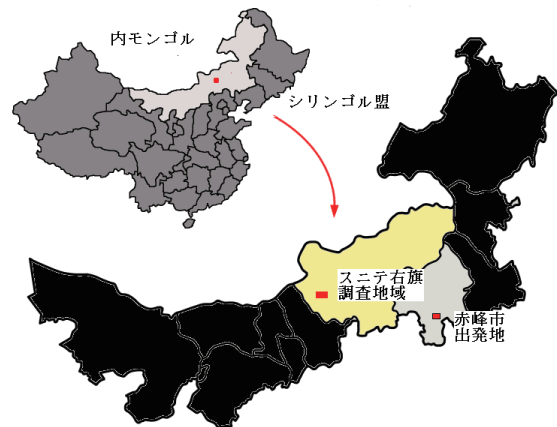 内モンゴル
シリンゴル盟
スニテ右旗
調査地域
赤峰市
出発地